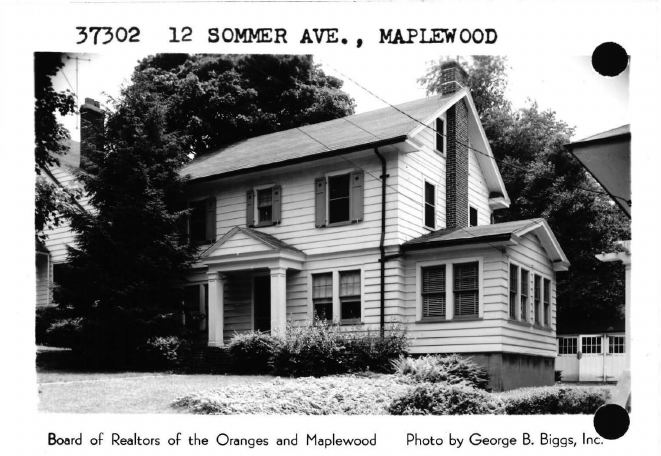 37302 12 SOMMER AVE., MAPLEWOOD
Board of Realtors of the Oranges and Maplewood Photo by George B. Biggs, Inc.